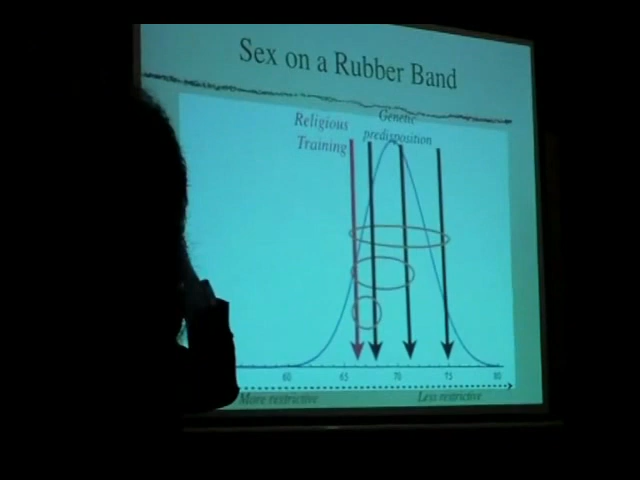 Sex on a Rubber Band
Religious
Training
Genetic
predisposition
60 65 70 75 80
More restrictive
Less restrictive